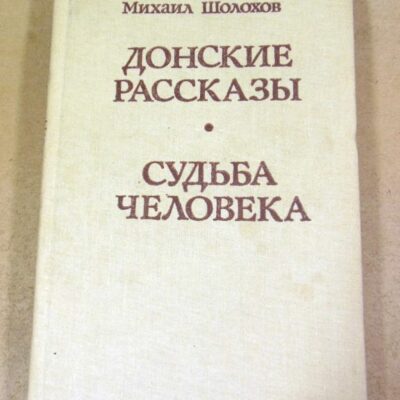 Михаил Шолохов
ДОНСКИЕ
РАССКАЗЫ
•
СУДЬБА
ЧЕЛОВЕКА